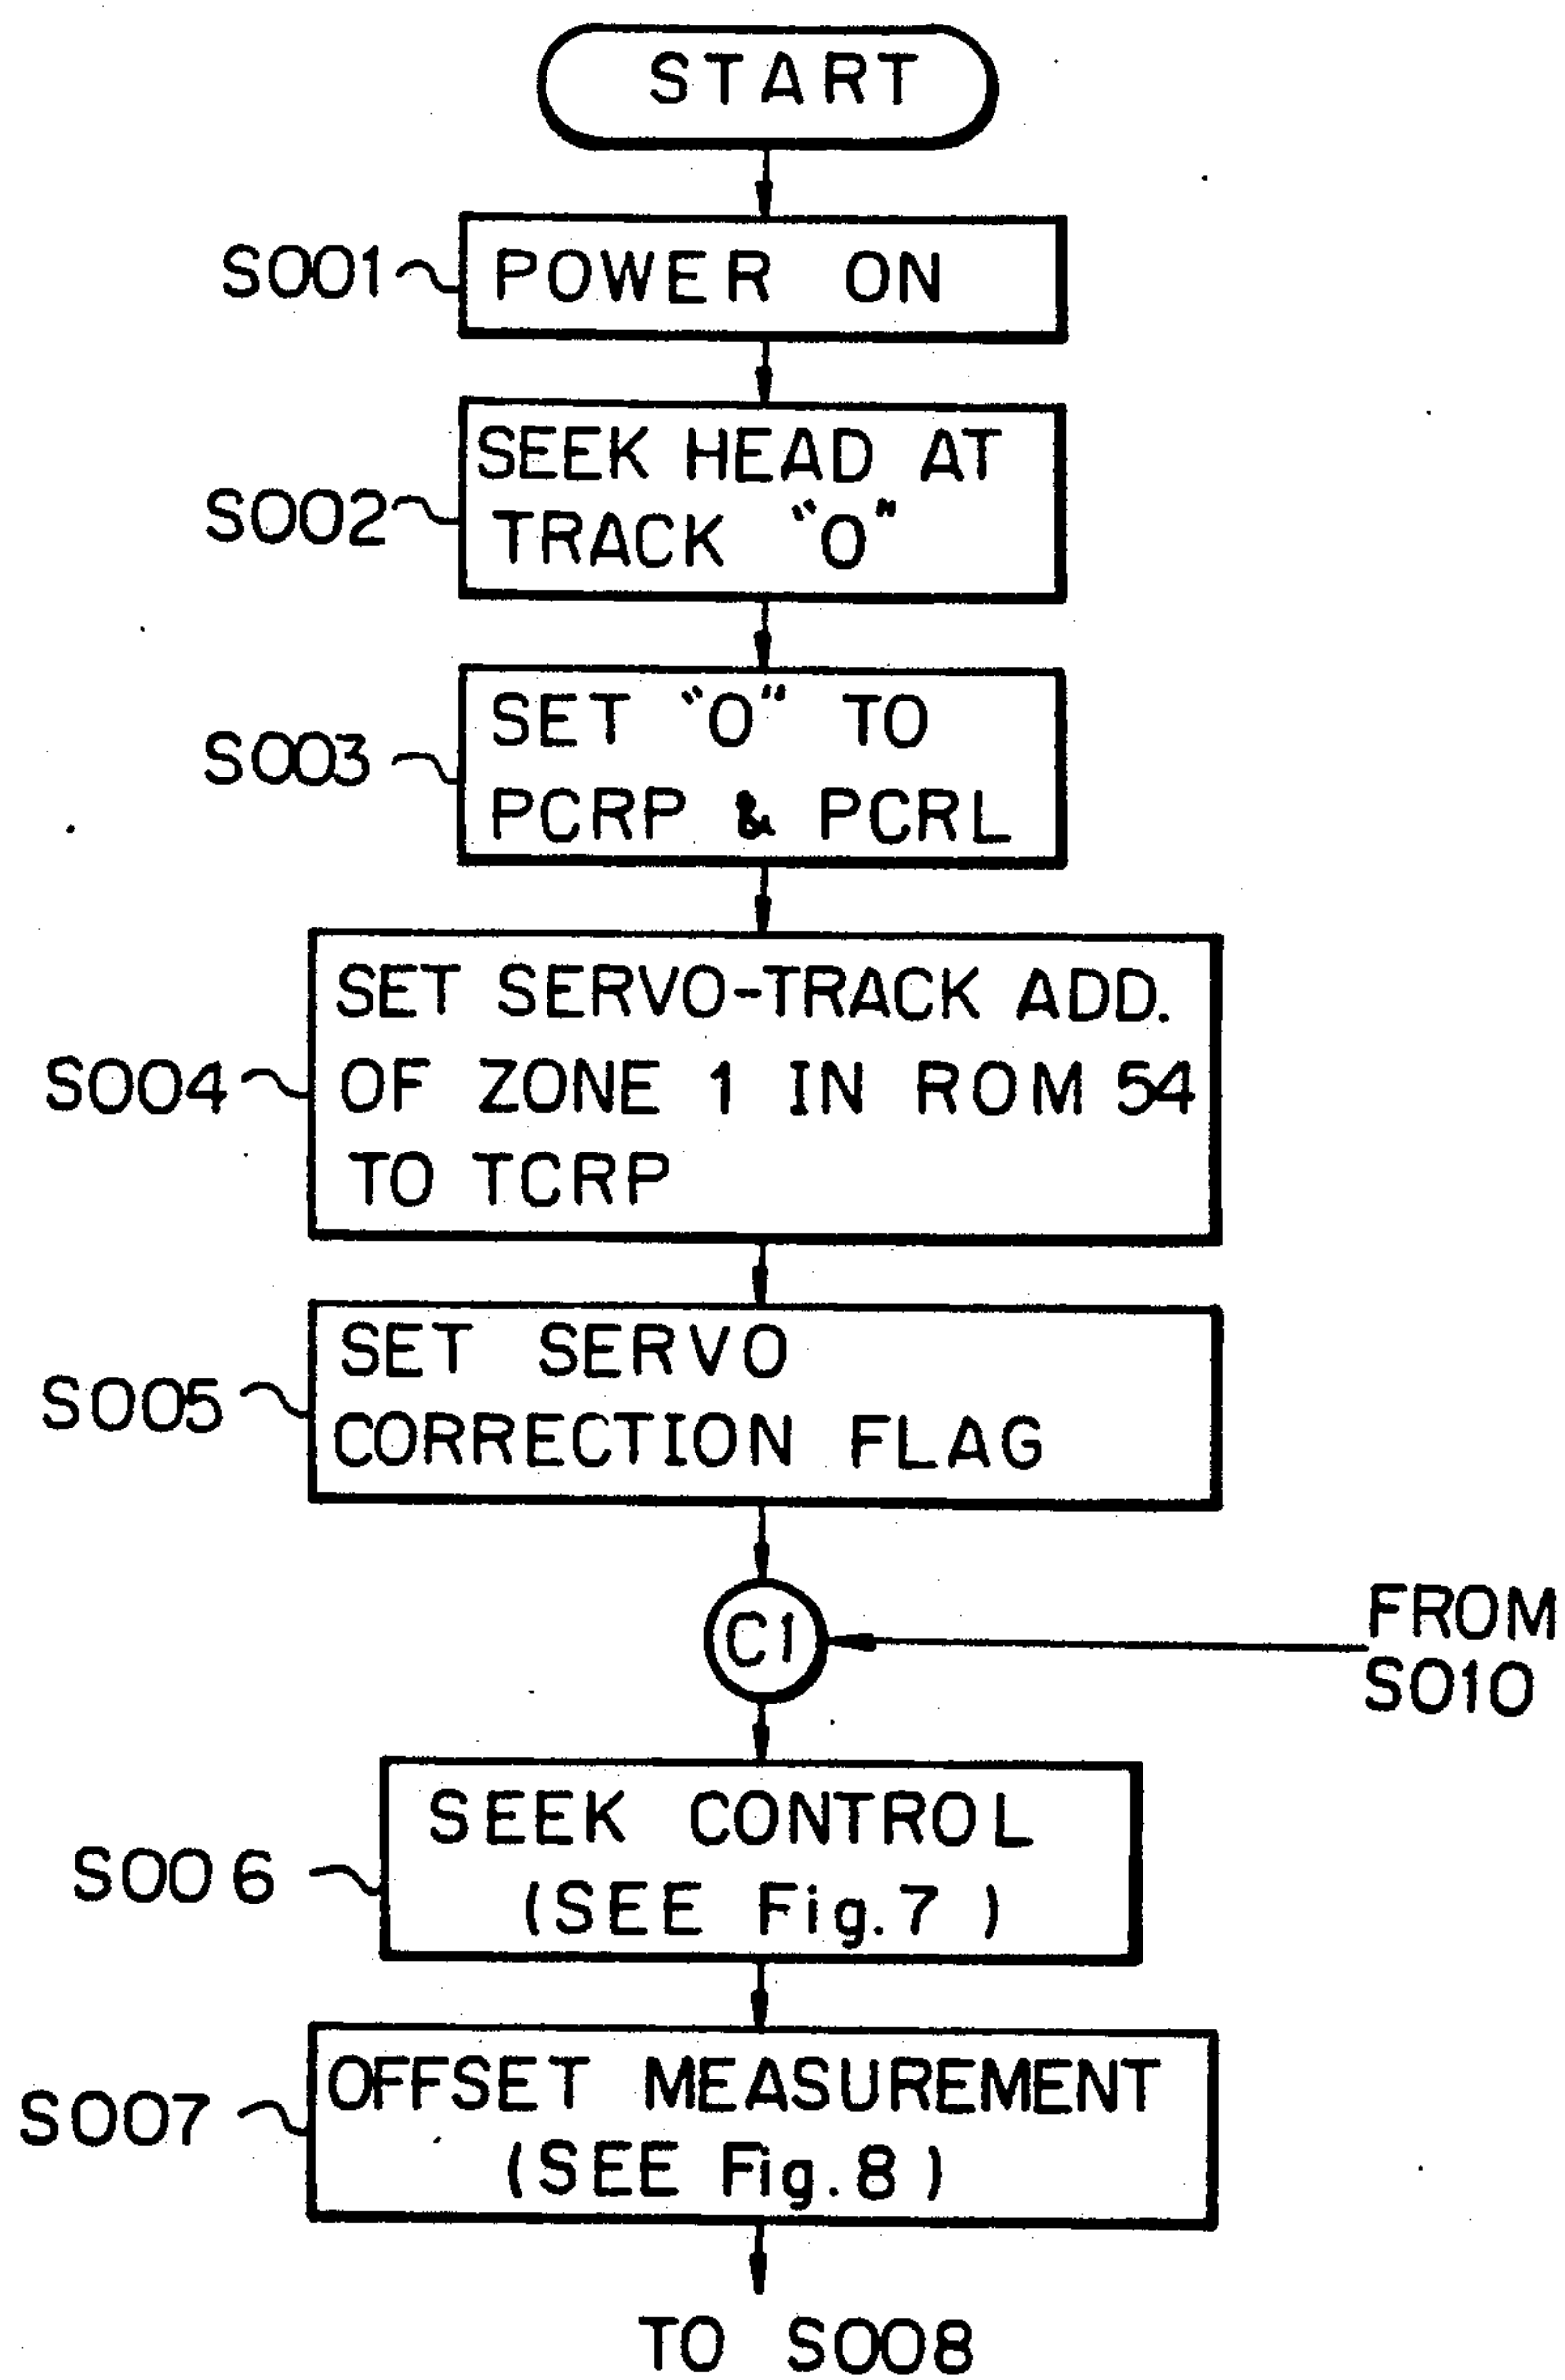 START
S001 POWER ON
SEEK HEAD AT
S002 TRACK "0"
SET "0" TO
S003 PCRP & PCRL
SET SERVO-TRACK ADD.
S004 OF ZONE 1 IN ROM 54
TO TCRP
SET SERVO
S005 CORRECTION FLAG
C1
FROM
S010
SEEK CONTROL
S006 (SEE Fig.7 )
OFFSET MEASUREMENT
S007 (SEE Fig.8)
TO S008